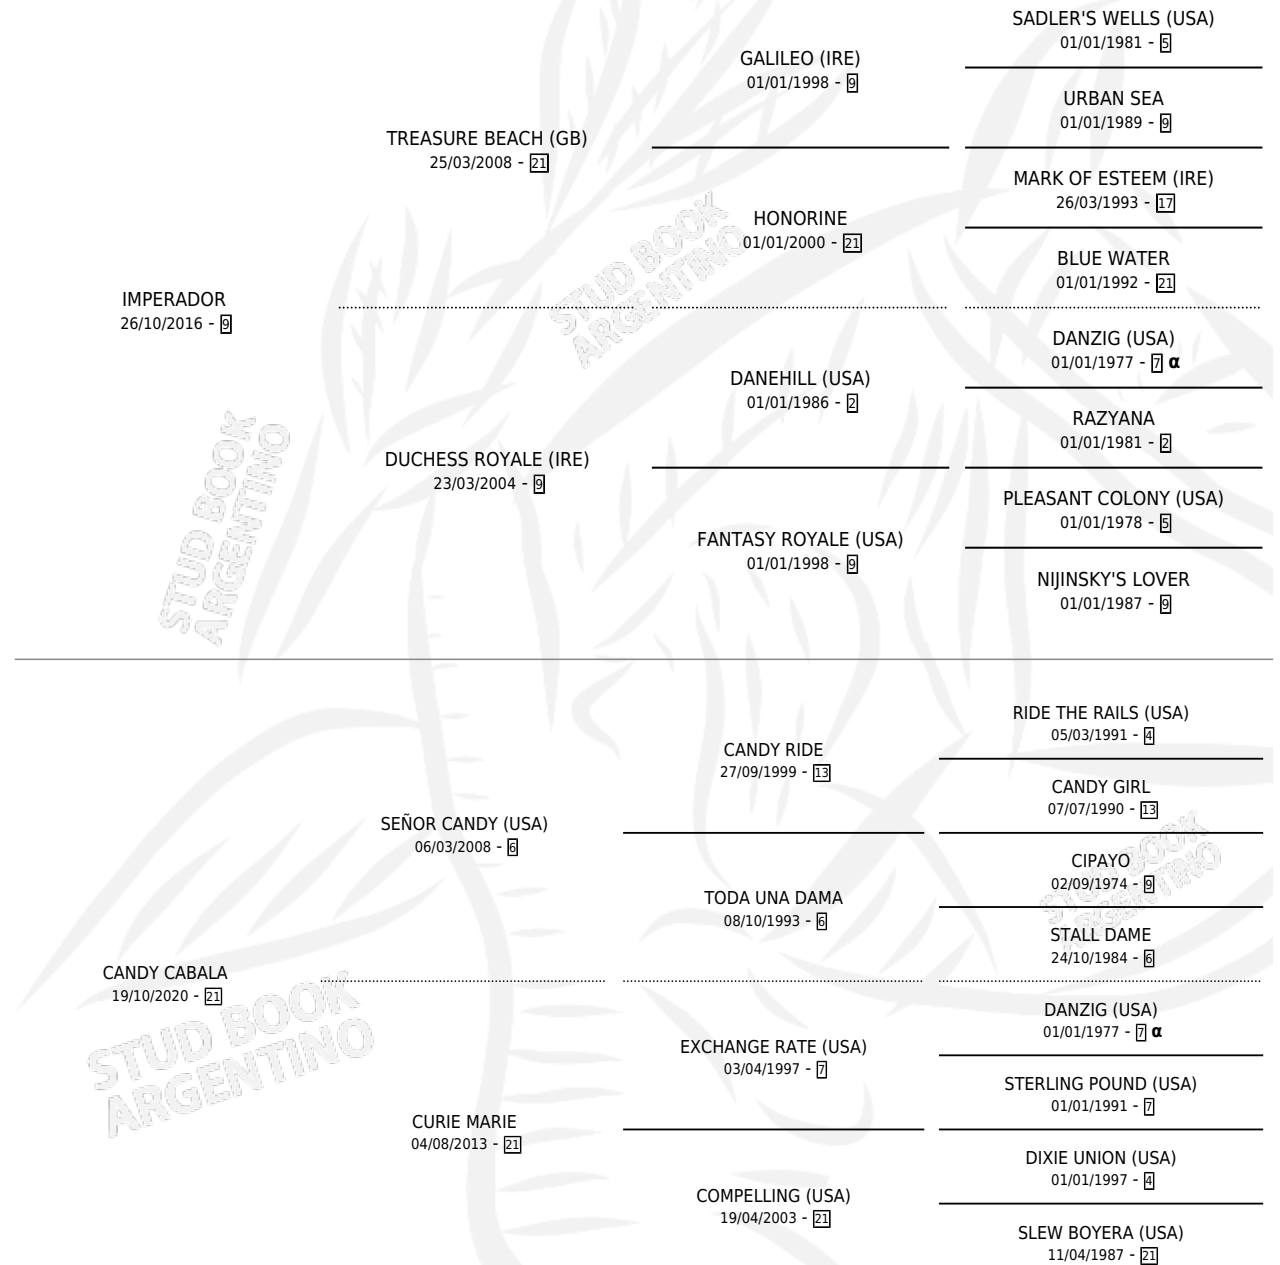 SADLER'S WELLS (USA)
01/01/1981 - 5
GALILEO (IRE)
01/01/1998 - 9
URBAN SEA
01/01/1989 - 9
TREASURE BEACH (GB)
25/03/2008 - 21
MARK OF ESTEEM (IRE)
26/03/1993 - 17
HONORINE
01/01/2000 - 21
BLUE WATER
01/01/1992 - 21
IMPERADOR
26/10/2016 - 9
STUD BOOK
ARGENTINO
DANZIG (USA)
01/01/1977 - 7 α
DANEHILL (USA)
01/01/1986 - 2
RAZYANA
01/01/1981 - 2
DUCHESS ROYALE (IRE)
23/03/2004 - 9
PLEASANT COLONY (USA)
01/01/1978 - 5
FANTASY ROYALE (USA)
01/01/1998 - 9
NIJINSKY'S LOVER
01/01/1987 - 9
STUD BOOK
ARGENTINO
RIDE THE RAILS (USA)
05/03/1991 - 4
CANDY RIDE
27/09/1999 - 13
CANDY GIRL
07/07/1990 - 13
SEÑOR CANDY (USA)
06/03/2008 - 6
CIPAYO
02/09/1974 - 9
TODA UNA DAMA
08/10/1993 - 6
STALL DAME
24/10/1984 - 6
STUD BOOK
ARGENTINO
CANDY CABALA
19/10/2020 - 21
STUD BOOK
ARGENTINO
DANZIG (USA)
01/01/1977 - 7 α
EXCHANGE RATE (USA)
03/04/1997 - 7
STERLING POUND (USA)
01/01/1991 - 7
CURIE MARIE
04/08/2013 - 21
DIXIE UNION (USA)
01/01/1997 - 4
COMPELLING (USA)
19/04/2003 - 21
SLEW BOYERA (USA)
11/04/1987 - 21